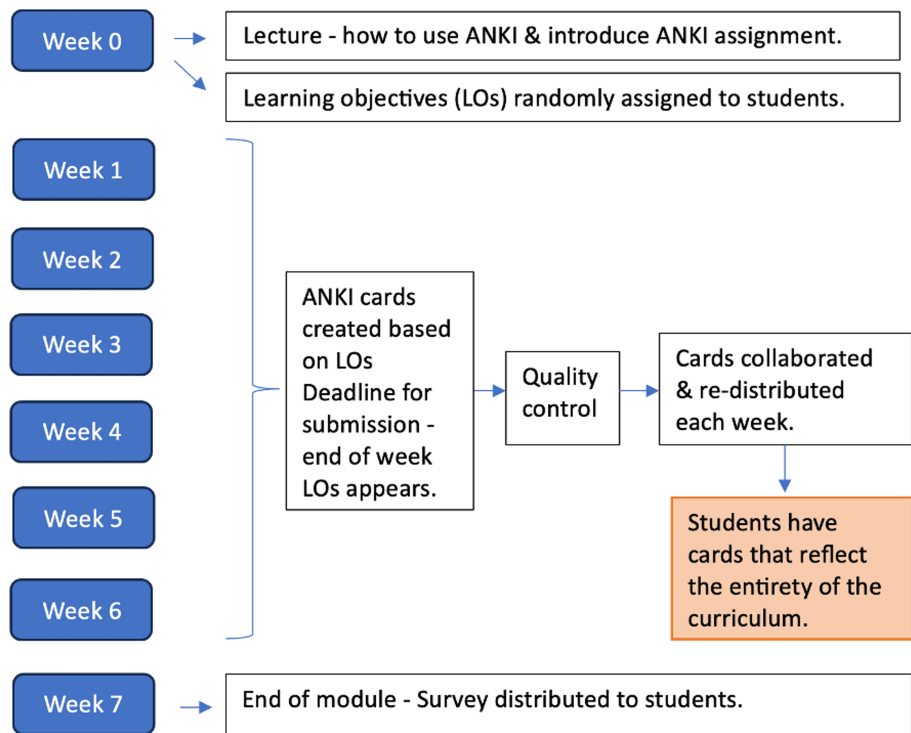 Week 0
Lecture - how to use ANKI & introduce ANKI assignment.
Learning objectives (LOs) randomly assigned to students.
Week 1
Week 2
Week 3
Week 4
Week 5
Week 6
ANKI cards
created based
on LOs
Deadline for
submission -
end of week
LOs appears.
Quality
control
Cards collaborated
& re-distributed
each week.
Students have
cards that reflect
the entirety of the
curriculum.
Week 7
End of module - Survey distributed to students.